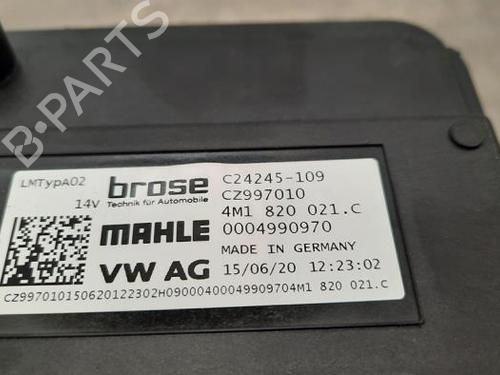 B-PARTS
LMTypA02
14V
brose
Technik für Automobile
MAHLE
VW AG
C24245-109
CZ997010
4M1 820 021.C
0004990970
MADE IN GERMANY
15/06/20 12:23:02
CZ997010150620122302H09000400049909704M1 820 021.C